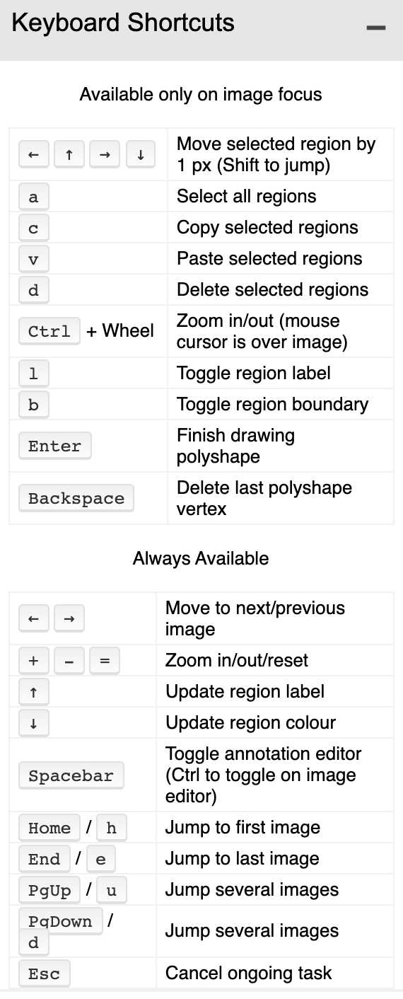 Keyboard Shortcuts
Available only on image focus
← ↑ → ↓ Move selected region by
1 px (Shift to jump)
a Select all regions
c Copy selected regions
v Paste selected regions
d Delete selected regions
Ctrl + Wheel Zoom in/out (mouse
cursor is over image)
l Toggle region label
b Toggle region boundary
Enter Finish drawing
polyshape
Backspace Delete last polyshape
vertex
Always Available
← → Move to next/previous
image
+ - = Zoom in/out/reset
↑ Update region label
↓ Update region colour
Spacebar Toggle annotation editor
(Ctrl to toggle on image
editor)
Home / h Jump to first image
End / e Jump to last image
PgUp / u Jump several images
PgDown / d Jump several images
Esc Cancel ongoing task